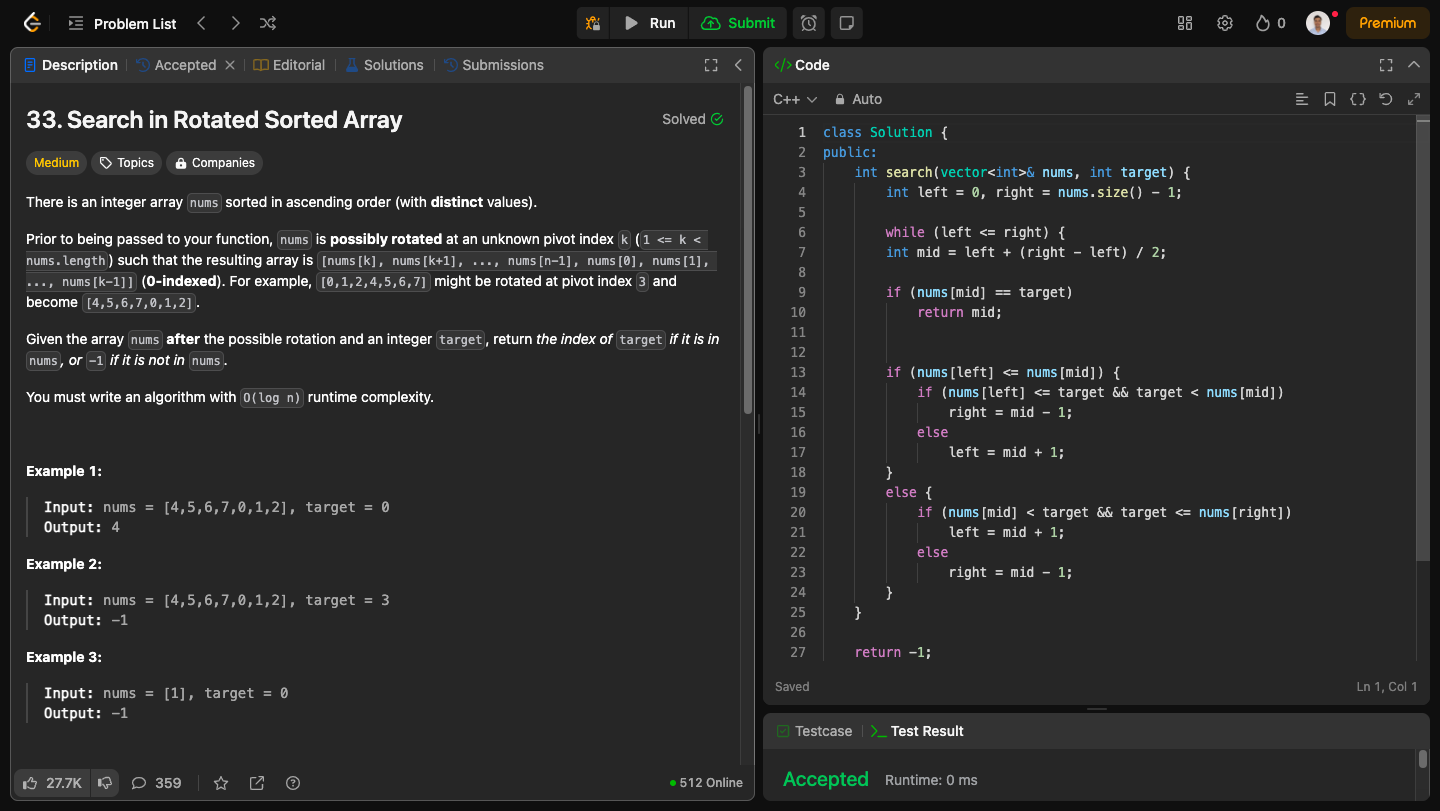 Problem List
Run
Submit
0
Premium
Description
Accepted
Editorial
Solutions
Submissions
33. Search in Rotated Sorted Array
Solved
Medium
Topics
Companies
There is an integer array nums sorted in ascending order (with distinct values).
Prior to being passed to your function, nums is possibly rotated at an unknown pivot index k (1 <= k <
nums.length) such that the resulting array is [nums[k], nums[k+1], ..., nums[n-1], nums[0], nums[1],
..., nums[k-1]] (0-indexed). For example, [0,1,2,4,5,6,7] might be rotated at pivot index 3 and
become [4,5,6,7,0,1,2].
Given the array nums after the possible rotation and an integer target, return the index of target if it is in
nums, or -1 if it is not in nums.
You must write an algorithm with O(log n) runtime complexity.
Example 1:
Input: nums = [4,5,6,7,0,1,2], target = 0
Output: 4
Example 2:
Input: nums = [4,5,6,7,0,1,2], target = 3
Output: -1
Example 3:
Input: nums = [1], target = 0
Output: -1
27.7K
359
512 Online
</> Code
C++
Auto
1 class Solution {
2 public:
3     int search(vector<int>& nums, int target) {
4         int left = 0, right = nums.size() - 1;
5
6         while (left <= right) {
7         int mid = left + (right - left) / 2;
8
9         if (nums[mid] == target)
10             return mid;
11
12
13         if (nums[left] <= nums[mid]) {
14             if (nums[left] <= target && target < nums[mid])
15                 right = mid - 1;
16             else
17                 left = mid + 1;
18         }
19         else {
20             if (nums[mid] < target && target <= nums[right])
21                 left = mid + 1;
22             else
23                 right = mid - 1;
24         }
25     }
26
27     return -1;
Saved
Ln 1, Col 1
Testcase
Test Result
Accepted
Runtime: 0 ms